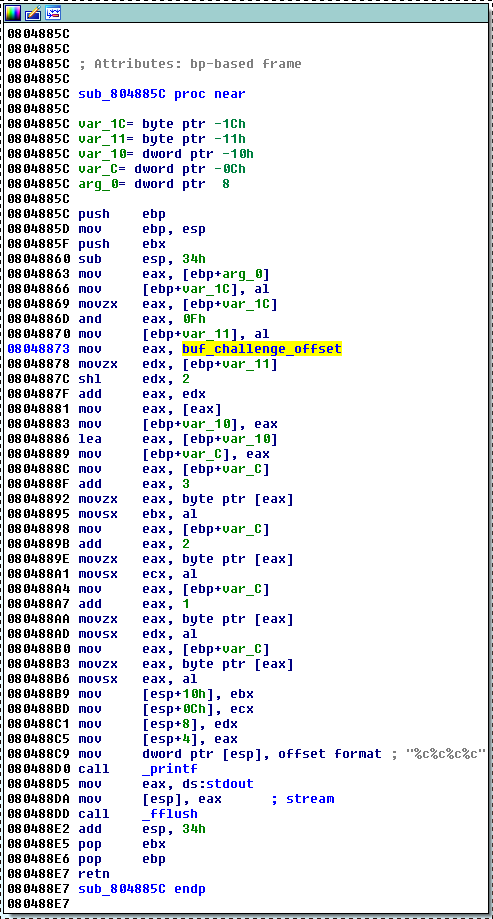 0804885C
0804885C
0804885C ; Attributes: bp-based frame
0804885C
0804885C sub_804885C proc near
0804885C
0804885C var_1C= byte ptr -1Ch
0804885C var_11= byte ptr -11h
0804885C var_10= dword ptr -10h
0804885C var_C= dword ptr -0Ch
0804885C arg_0= dword ptr  8
0804885C
0804885C push    ebp
0804885D mov     ebp, esp
0804885F push    ebx
08048860 sub     esp, 34h
08048863 mov     eax, [ebp+arg_0]
08048866 mov     [ebp+var_1C], al
08048869 movzx   eax, [ebp+var_1C]
0804886D and     eax, 0Fh
08048870 mov     [ebp+var_11], al
08048873 mov     eax, buf_challenge_offset
08048878 movzx   edx, [ebp+var_11]
0804887C shl     edx, 2
0804887F add     eax, edx
08048881 mov     eax, [eax]
08048883 mov     [ebp+var_10], eax
08048886 lea     eax, [ebp+var_10]
08048889 mov     [ebp+var_C], eax
0804888C mov     eax, [ebp+var_C]
0804888F add     eax, 3
08048892 movzx   eax, byte ptr [eax]
08048895 movsx   ebx, al
08048898 mov     eax, [ebp+var_C]
0804889B add     eax, 2
0804889E movzx   eax, byte ptr [eax]
080488A1 movsx   ecx, al
080488A4 mov     eax, [ebp+var_C]
080488A7 add     eax, 1
080488AA movzx   eax, byte ptr [eax]
080488AD movsx   edx, al
080488B0 mov     eax, [ebp+var_C]
080488B3 movzx   eax, byte ptr [eax]
080488B6 movsx   eax, al
080488B9 mov     [esp+10h], ebx
080488BD mov     [esp+0Ch], ecx
080488C1 mov     [esp+8], edx
080488C5 mov     [esp+4], eax
080488C9 mov     dword ptr [esp], offset format ; "%c%c%c%c"
080488D0 call    _printf
080488D5 mov     eax, ds:stdout
080488DA mov     [esp], eax      ; stream
080488DD call    _fflush
080488E2 add     esp, 34h
080488E5 pop     ebx
080488E6 pop     ebp
080488E7 retn
080488E7 sub_804885C endp
080488E7